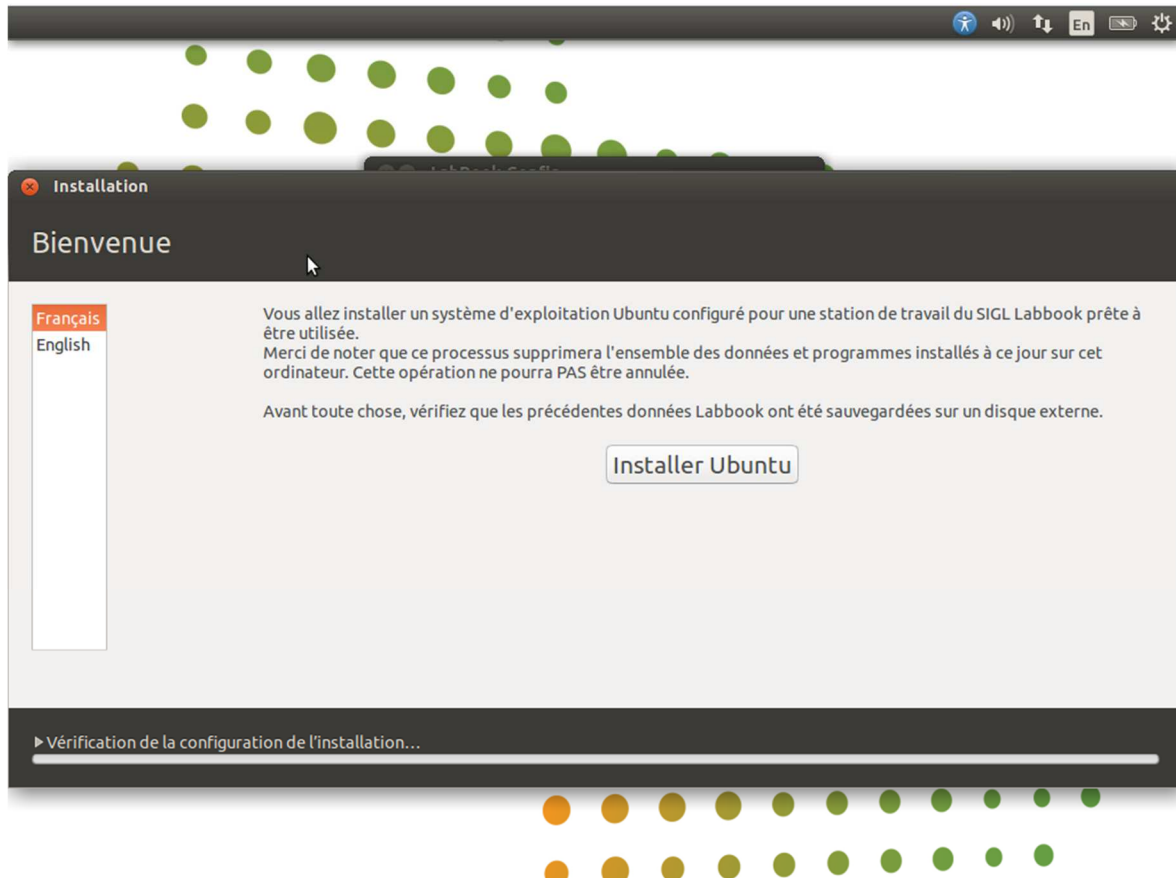 En
Installation
Bienvenue
Français
English
Vous allez installer un système d'exploitation Ubuntu configuré pour une station de travail du SIGL Labbook prête à
être utilisée.
Merci de noter que ce processus supprimera l'ensemble des données et programmes installés à ce jour sur cet
ordinateur. Cette opération ne pourra PAS être annulée.
Avant toute chose, vérifiez que les précédentes données Labbook ont été sauvegardées sur un disque externe.
Installer Ubuntu
Vérification de la configuration de l'installation…